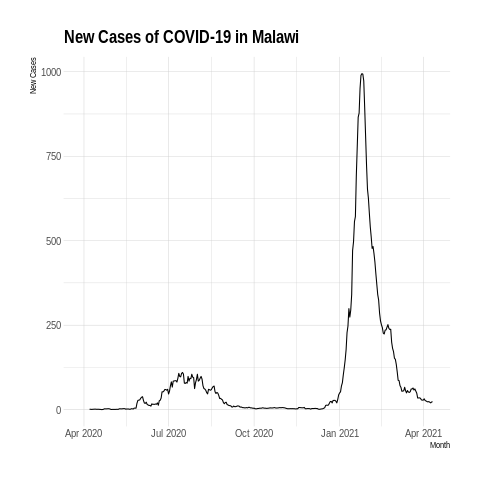 New Cases of COVID-19 in Malawi
New Cases
1000
750
500
250
0
Apr 2020 Jul 2020 Oct 2020 Jan 2021 Apr 2021
Month